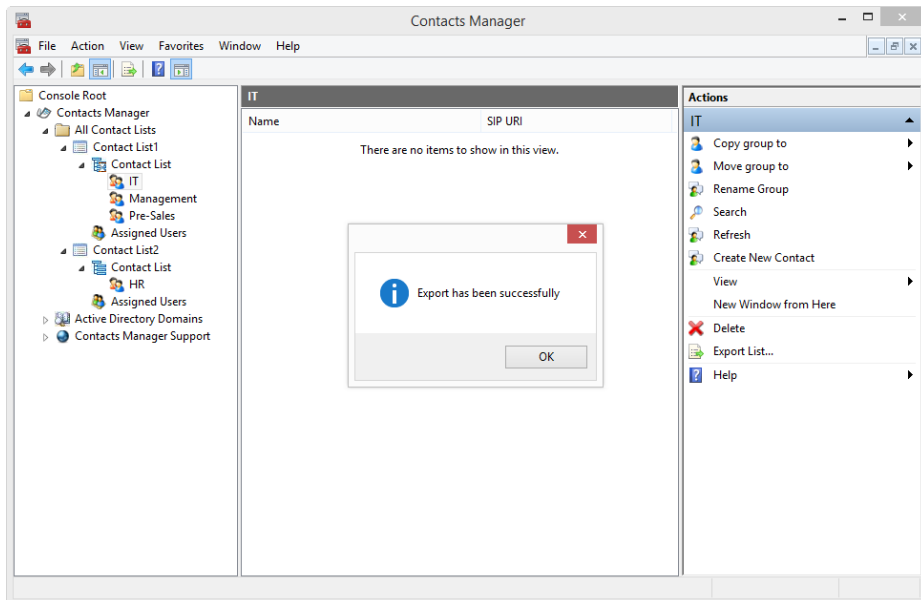 Contacts Manager
File Action View Favorites Window Help
Console Root
Contacts Manager
All Contact Lists
Contact List1
Contact List
IT
Management
Pre-Sales
Assigned Users
Contact List2
Contact List
HR
Assigned Users
Active Directory Domains
Contacts Manager Support
IT
Name SIP URI
There are no items to show in this view.
Export has been successfully
OK
Actions
IT
Copy group to
Move group to
Rename Group
Search
Refresh
Create New Contact
View
New Window from Here
Delete
Export List...
Help